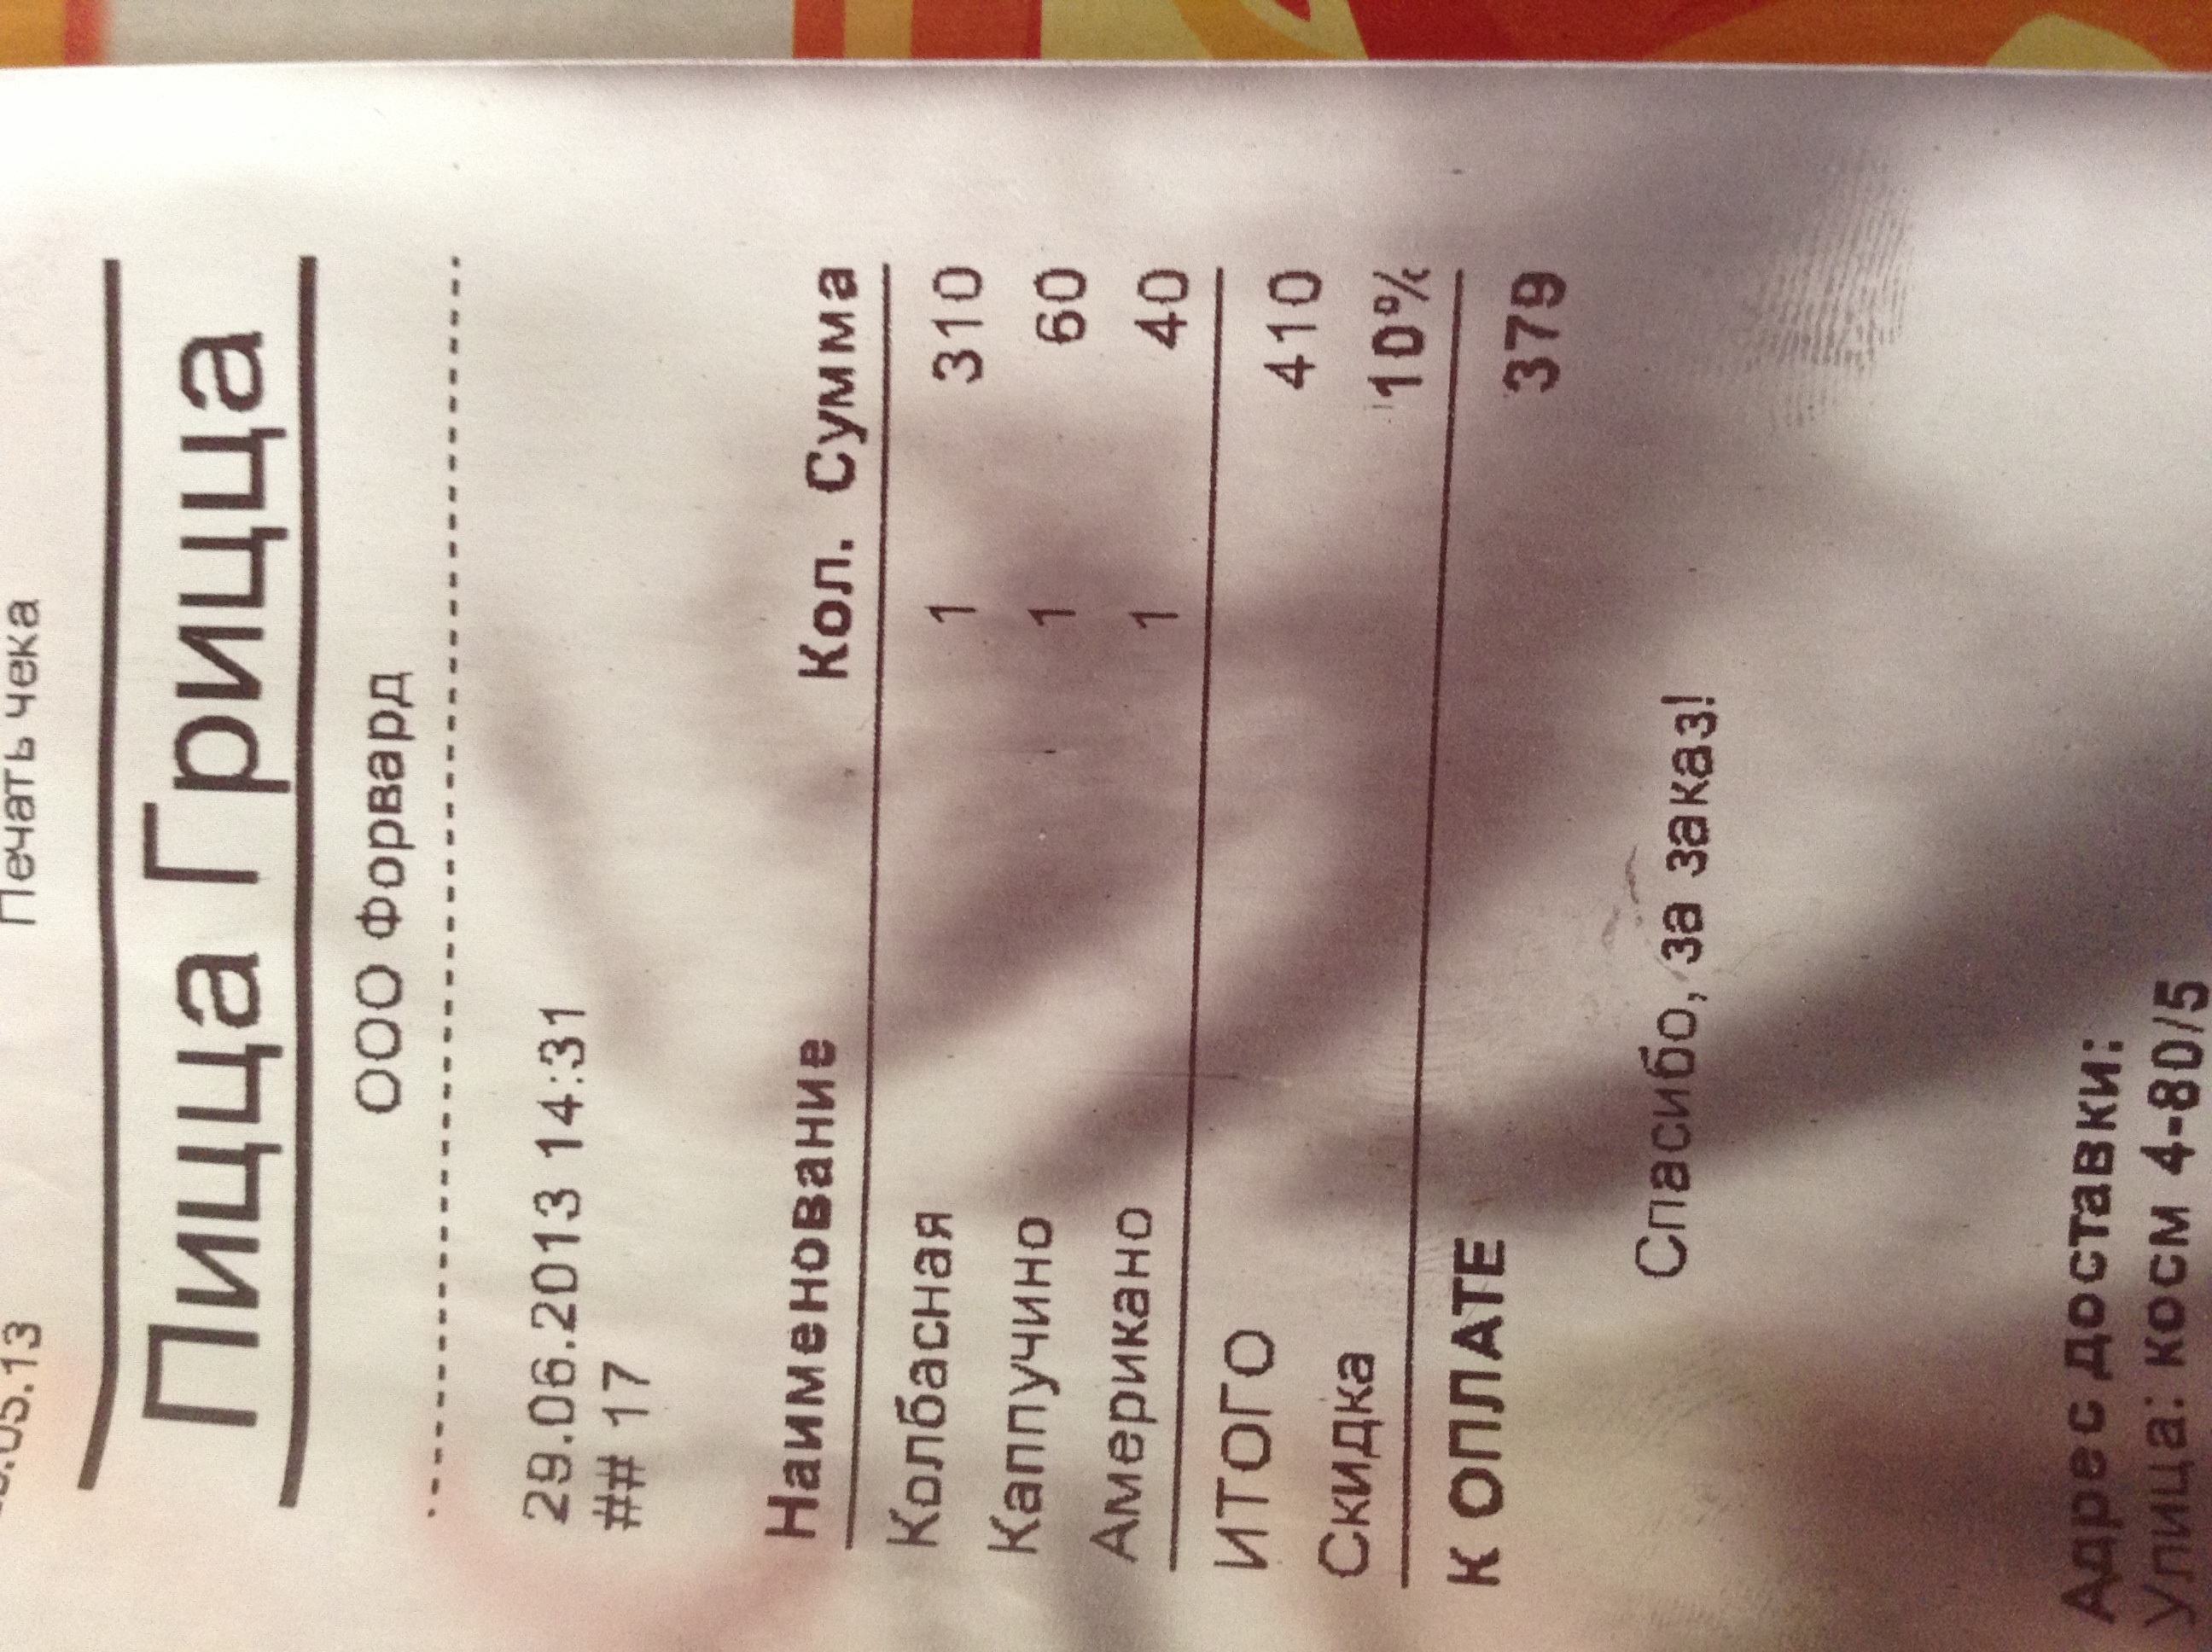 Печать чека
Пицца Грицца
ООО Форвард
29.06.2013 14:31
## 17
Наименование Кол. Сумма
Колбасная 1 310
Каппучино 1 60
Американо 1 40
ИТОГО 410
Скидка 10%
К ОПЛАТЕ 379
Спасибо, за заказ!
Адрес доставки:
Улица: косм 4-80/5